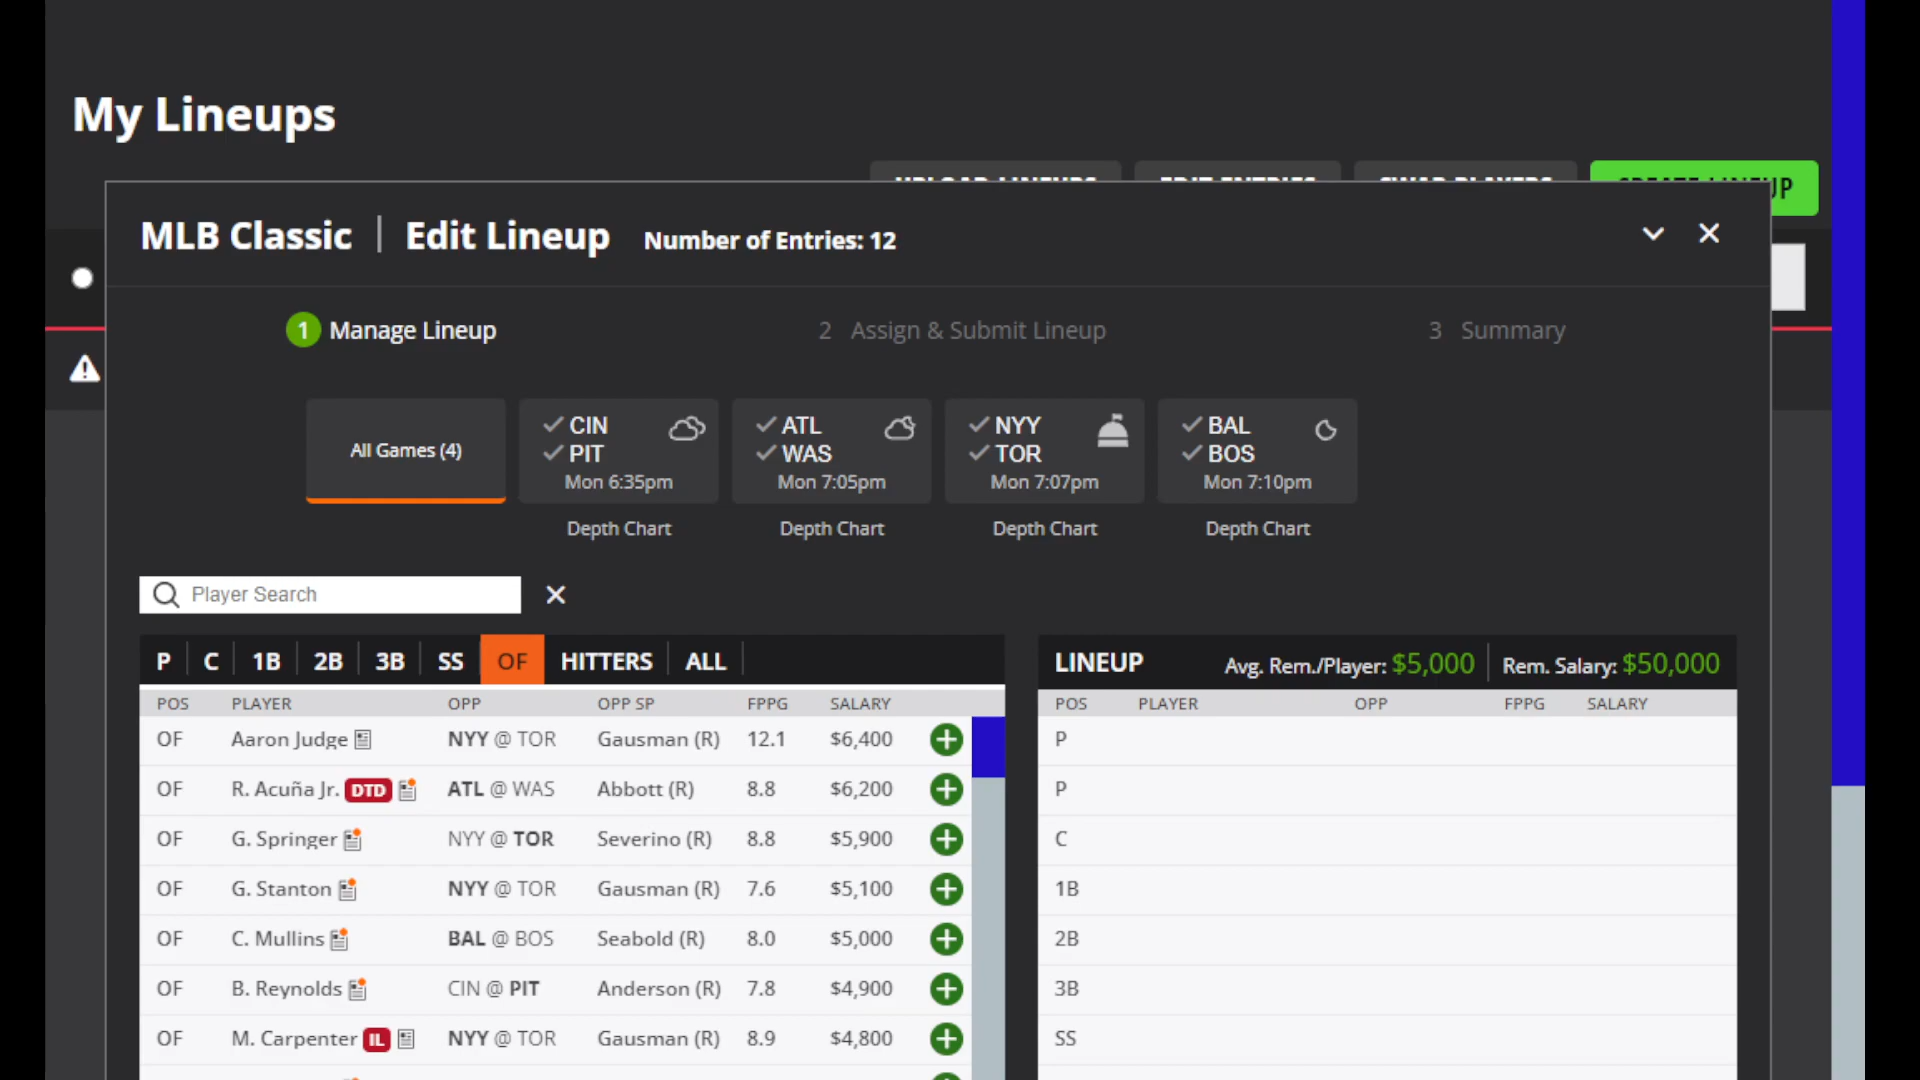 My Lineups
UPLOAD LINEUPS EDIT ENTRIES SWAP PLAYERS CREATE LINEUP
MLB Classic | Edit Lineup Number of Entries: 12
1 Manage Lineup 2 Assign & Submit Lineup 3 Summary
All Games (4)
CIN
PIT
Mon 6:35pm
Depth Chart
ATL
WAS
Mon 7:05pm
Depth Chart
NYY
TOR
Mon 7:07pm
Depth Chart
BAL
BOS
Mon 7:10pm
Depth Chart
Player Search
P C 1B 2B 3B SS OF HITTERS ALL
POS PLAYER OPP OPP SP FPPG SALARY
OF Aaron Judge NYY @ TOR Gausman (R) 12.1 $6,400
OF R. Acuña Jr. DTD ATL @ WAS Abbott (R) 8.8 $6,200
OF G. Springer NYY @ TOR Severino (R) 8.8 $5,900
OF G. Stanton NYY @ TOR Gausman (R) 7.6 $5,100
OF C. Mullins BAL @ BOS Seabold (R) 8.0 $5,000
OF B. Reynolds CIN @ PIT Anderson (R) 7.8 $4,900
OF M. Carpenter IL NYY @ TOR Gausman (R) 8.9 $4,800
LINEUP Avg. Rem./Player: $5,000 Rem. Salary: $50,000
POS PLAYER OPP FPPG SALARY
P
P
C
1B
2B
3B
SS